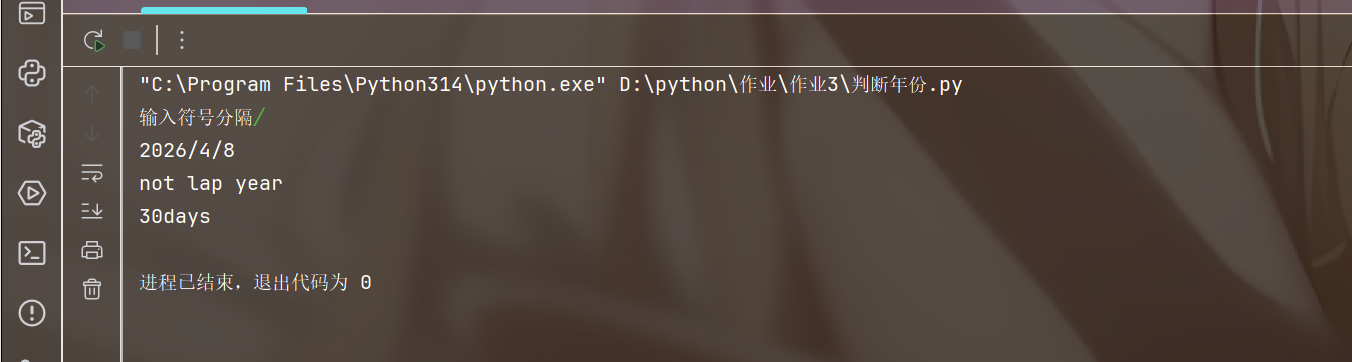 "C:\Program Files\Python314\python.exe" D:\python\作业\作业3\判断年份.py
输入符号分隔/
2026/4/8
not lap year
30days
进程已结束，退出代码为 0